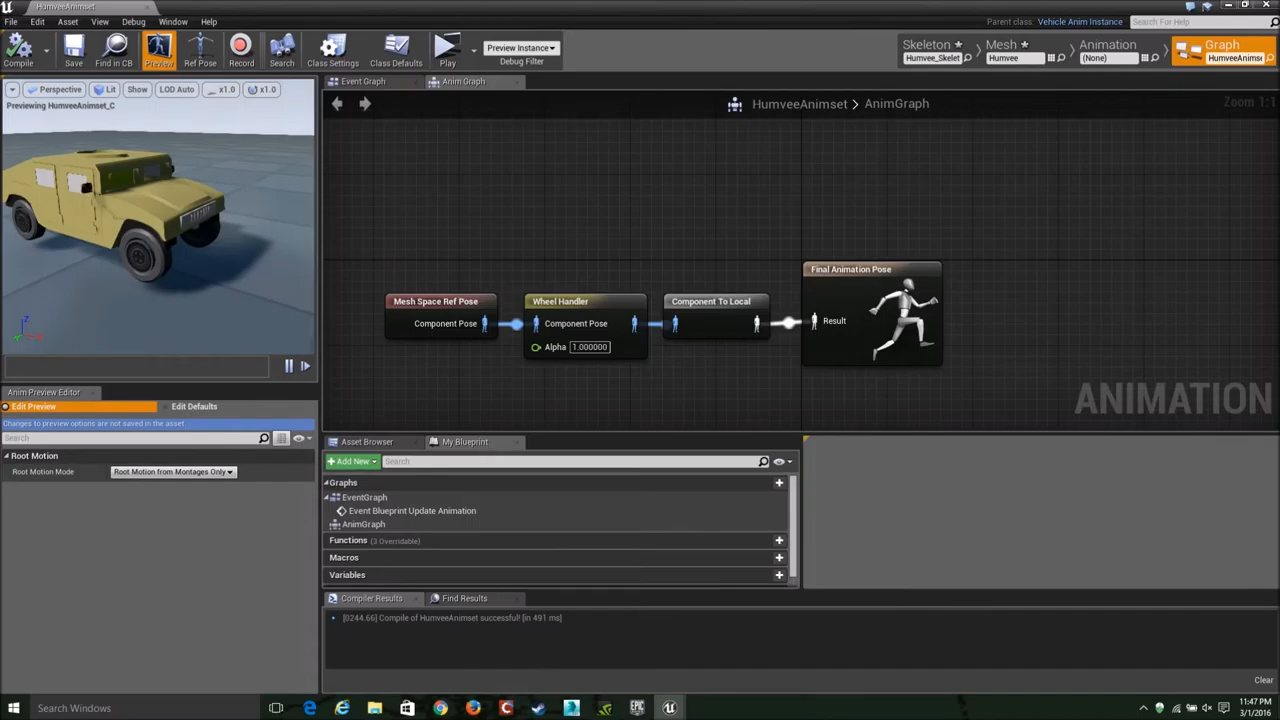 HumveeAnimset
File Edit Asset View Debug Window Help
Parent class: Vehicle Anim Instance Search For Help
Compile Save Find in CB Preview Ref Pose Record Search Class Settings Class Defaults Play
Preview Instance
Debug Filter
Skeleton Humvee_Skelet
Mesh Humvee
Animation (None)
Graph HumveeAnims
Perspective Lit Show LOD Auto x1.0 x1.0
Previewing HumveeAnimset_C
Event Graph Anim Graph
HumveeAnimset > AnimGraph
Zoom 1:1
Mesh Space Ref Pose
Component Pose
Wheel Handler
Component Pose
Alpha 1.000000
Component To Local
Final Animation Pose
Result
ANIMATION
Anim Preview Editor
Edit Preview Edit Defaults
Changes to preview options are not saved in the asset
Search
Root Motion
Root Motion Mode Root Motion from Montages Only
Asset Browser My Blueprint
Add New Search
Graphs
EventGraph
Event Blueprint Update Animation
AnimGraph
Functions (3 Overridable)
Macros
Variables
Compiler Results Find Results
[0244.66] Compile of HumveeAnimset successful! [in 491 ms]
Clear
Search Windows
11:47 PM
3/1/2016